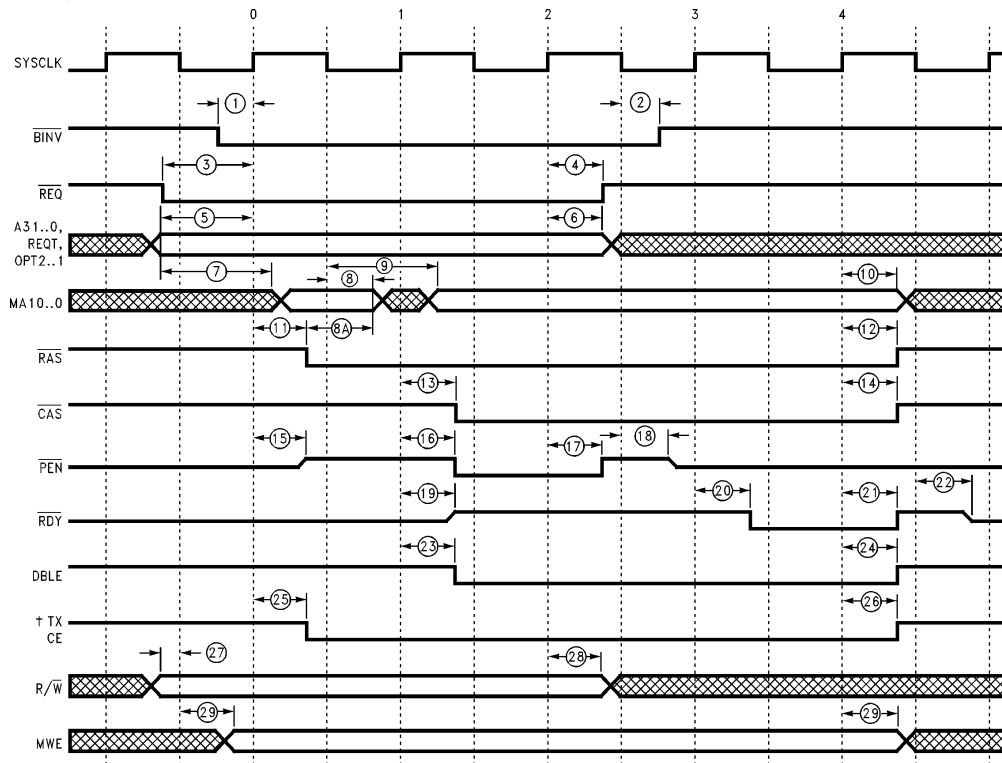 0 1 2 3 4
SYSCLK
1 2
BINV
3 4
REQ
5 6
A31..0,
REQT,
OPT2..1
7 8 9 10
MA10..0
11 8A 12
RAS
13 14
CAS
15 16 17 18
PEN
19 20 21 22
RDY
23 24
DBLE
25 26
† TX
CE
27 28
R/W
29 29
MWE